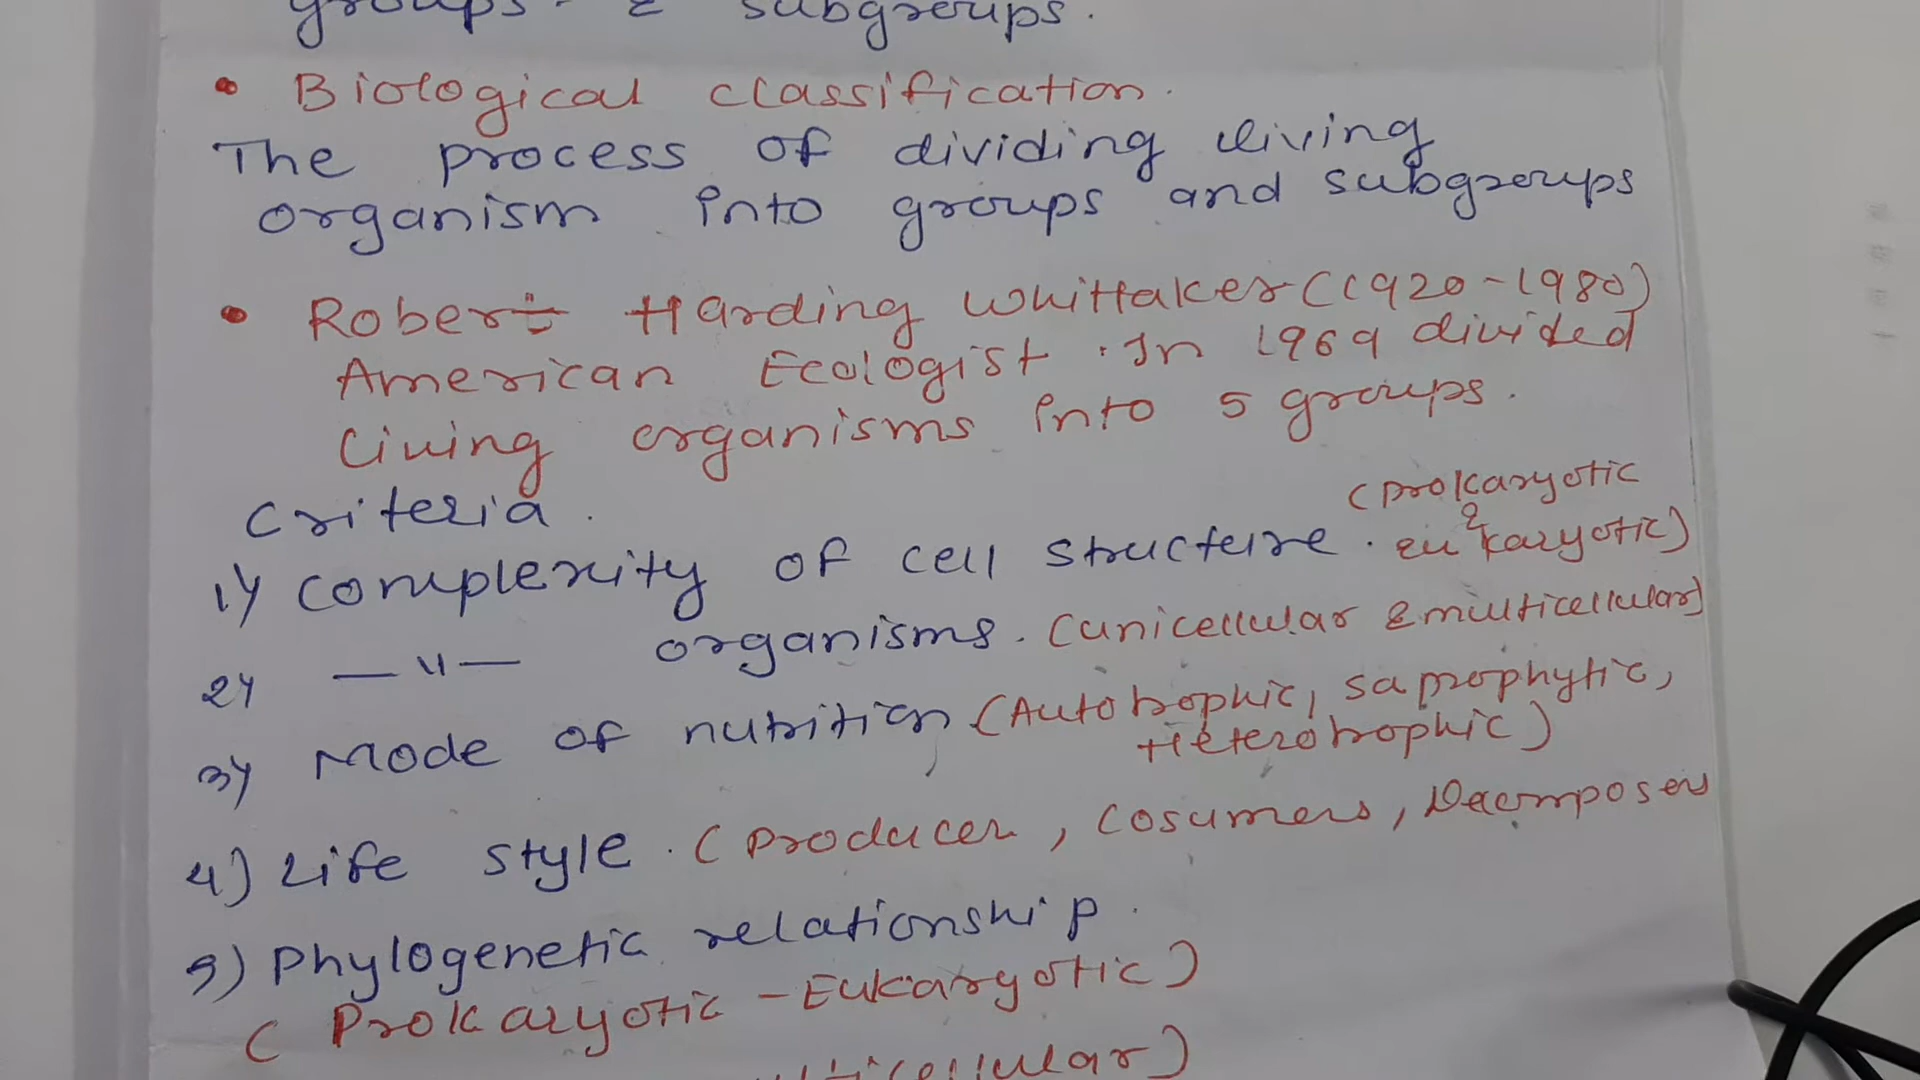 groups. & subgroups.
• Biological classification.
The process of dividing living
organism into groups and subgroups
• Robert Harding Whittaker (1920-1980)
American Ecologist. In 1969 divided
living organisms into 5 groups.
Criteria.
1) Complexity of cell structure. (prokaryotic & eukaryotic)
2) —"— organisms. (unicellular & multicellular)
3) Mode of nutrition (Autotrophic, saprophytic,
Heterotrophic)
4) Life style. (Producer, Cosumers, Decomposers
5) Phylogenetic relationship.
(Prokaryotic - Eukaryotic)
multicellular)